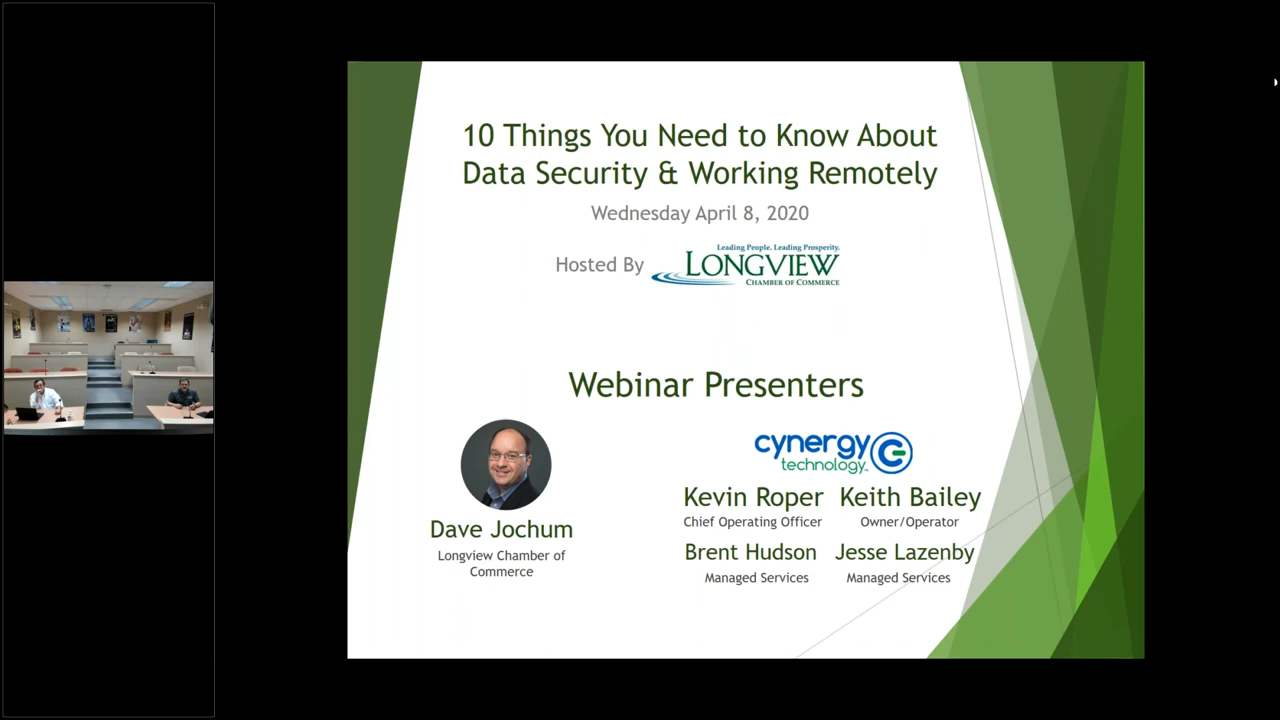 10 Things You Need to Know About
Data Security & Working Remotely
Wednesday April 8, 2020
Hosted By
Leading People. Leading Prosperity.
LONGVIEW
CHAMBER OF COMMERCE
Webinar Presenters
Dave Jochum
Longview Chamber of
Commerce
cynergy
technology™
Kevin Roper Keith Bailey
Chief Operating Officer Owner/Operator
Brent Hudson Jesse Lazenby
Managed Services Managed Services